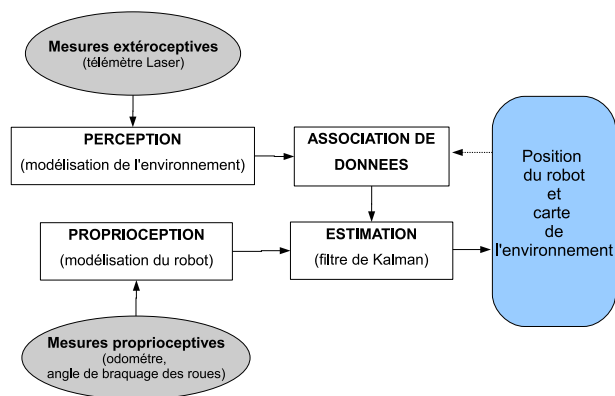 Mesures extéroceptives
(télémètre Laser)
PERCEPTION
(modélisation de l'environnement)
ASSOCIATION DE
DONNEES
Position
du robot
et
carte
de
l'environnement
PROPRIOCEPTION
(modélisation du robot)
ESTIMATION
(filtre de Kalman)
Mesures proprioceptives
(odométre,
angle de braquage des roues)